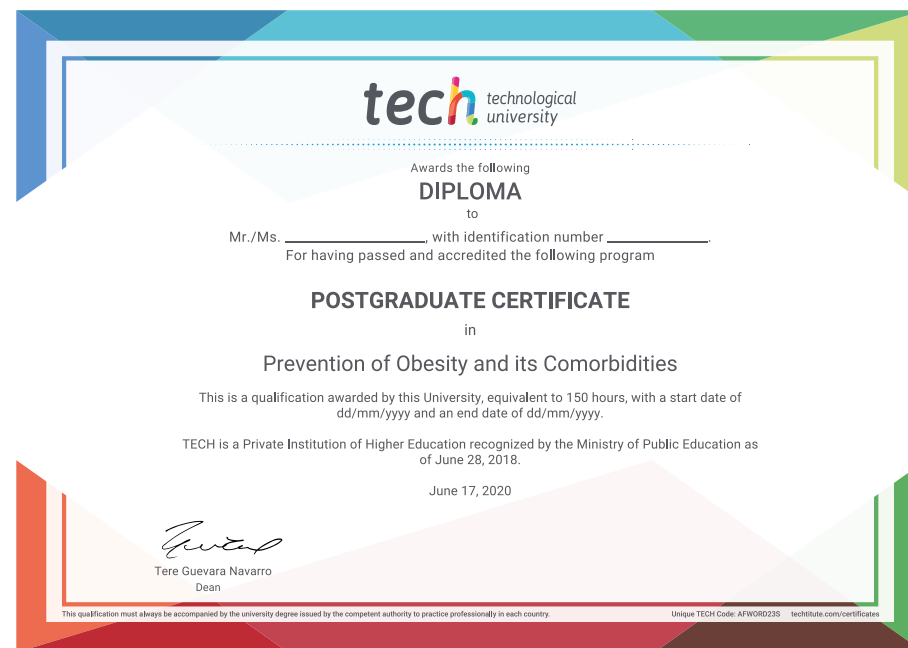 tech technological
university
Awards the following
DIPLOMA
to
Mr./Ms. ____________________, with identification number ______________.
For having passed and accredited the following program
POSTGRADUATE CERTIFICATE
in
Prevention of Obesity and its Comorbidities
This is a qualification awarded by this University, equivalent to 150 hours, with a start date of
dd/mm/yyyy and an end date of dd/mm/yyyy.
TECH is a Private Institution of Higher Education recognized by the Ministry of Public Education as
of June 28, 2018.
June 17, 2020
Tere Guevara Navarro
Dean
This qualification must always be accompanied by the university degree issued by the competent authority to practice professionally in each country. Unique TECH Code: AFWORD23S techtitute.com/certificates